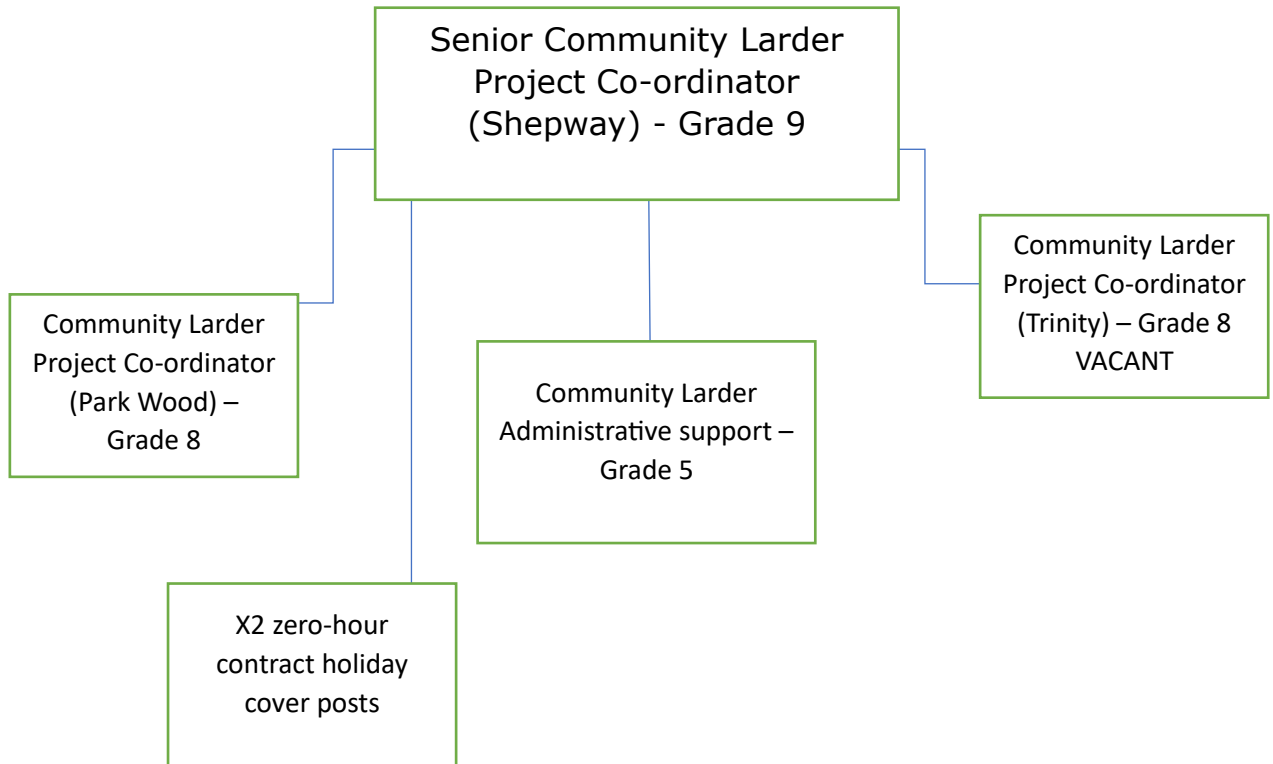 Senior Community Larder
Project Co-ordinator
(Shepway) - Grade 9
Community Larder
Project Co-ordinator
(Trinity) – Grade 8
VACANT
Community Larder
Project Co-ordinator
(Park Wood) –
Grade 8
Community Larder
Administrative support –
Grade 5
X2 zero-hour
contract holiday
cover posts